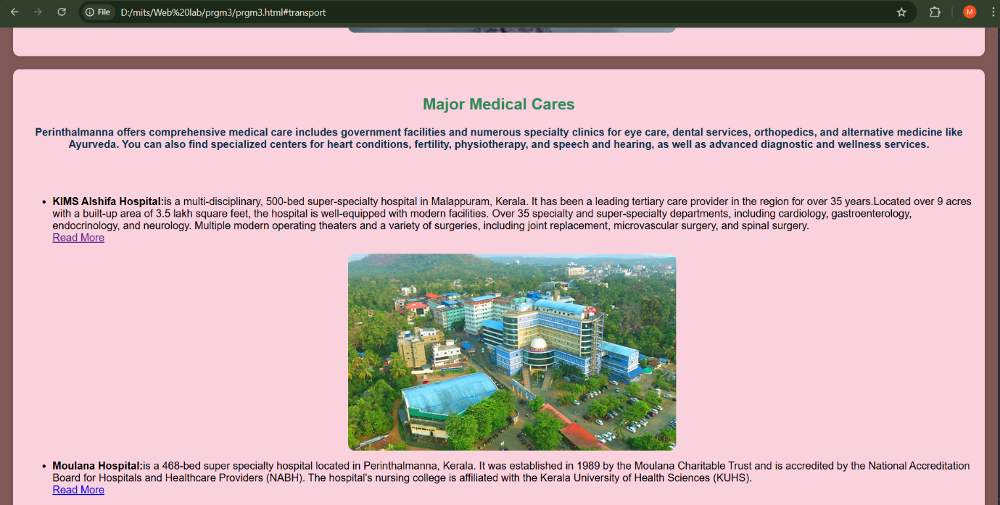 File D:/mits/Web%20lab/prgm3/prgm3.html#transport M
Major Medical Cares
Perinthalmanna offers comprehensive medical care includes government facilities and numerous specialty clinics for eye care, dental services, orthopedics, and alternative medicine like
Ayurveda. You can also find specialized centers for heart conditions, fertility, physiotherapy, and speech and hearing, as well as advanced diagnostic and wellness services.
• KIMS Alshifa Hospital:is a multi-disciplinary, 500-bed super-specialty hospital in Malappuram, Kerala. It has been a leading tertiary care provider in the region for over 35 years.Located over 9 acres
with a built-up area of 3.5 lakh square feet, the hospital is well-equipped with modern facilities. Over 35 specialty and super-specialty departments, including cardiology, gastroenterology,
endocrinology, and neurology. Multiple modern operating theaters and a variety of surgeries, including joint replacement, microvascular surgery, and spinal surgery.
Read More
• Moulana Hospital:is a 468-bed super specialty hospital located in Perinthalmanna, Kerala. It was established in 1989 by the Moulana Charitable Trust and is accredited by the National Accreditation
Board for Hospitals and Healthcare Providers (NABH). The hospital's nursing college is affiliated with the Kerala University of Health Sciences (KUHS).
Read More